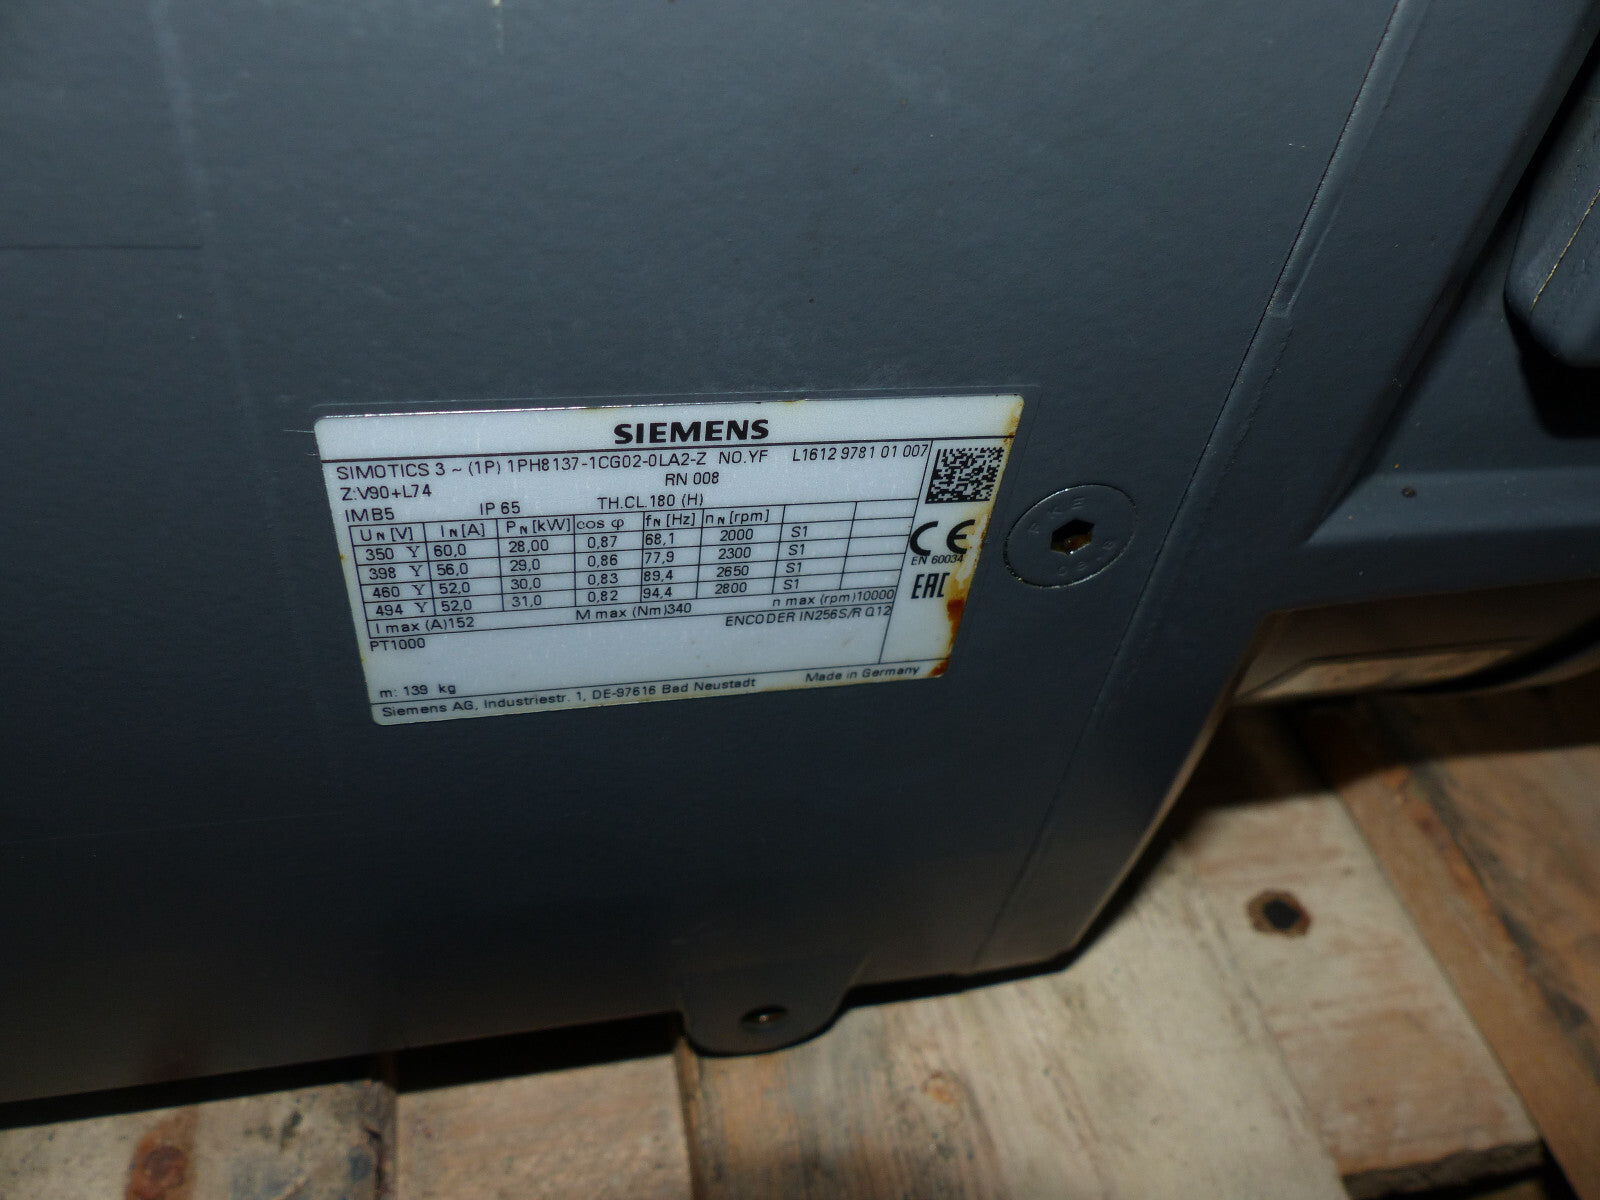 SIEMENS
SIMOTICS 3 ~ (1P) 1PH8137-1CG02-0LA2-Z NO.YF L1612 9781 01 007
Z:V90+L74 RN 008
IMB5 IP 65 TH.CL.180 (H)
UN [V] IN [A] PN [kW] cos φ fN [Hz] nN [rpm]
350 Y 60,0 28,00 0,87 68,1 2000 S1
398 Y 56,0 29,0 0,86 77,9 2300 S1
460 Y 52,0 30,0 0,83 89,4 2650 S1
494 Y 52,0 31,0 0,82 94,4 2800 S1
I max (A)152 M max (Nm)340 n max (rpm)10000
PT1000 ENCODER IN256S/R Q12
CE
EN 60034
EAC
m: 139 kg
Siemens AG, Industriestr. 1, DE-97616 Bad Neustadt Made in Germany